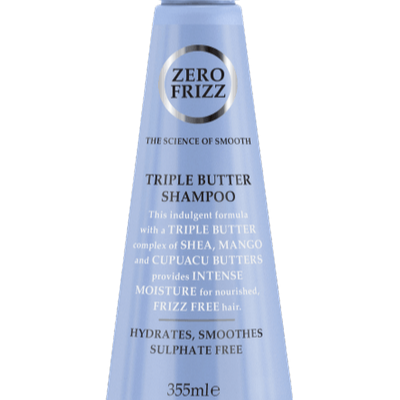 ZERO
FRIZZ
THE SCIENCE OF SMOOTH
TRIPLE BUTTER
SHAMPOO
This indulgent formula
with a TRIPLE BUTTER
complex of SHEA, MANGO
and CUPUACU BUTTERS
provides INTENSE
MOISTURE for nourished,
FRIZZ FREE hair.
HYDRATES, SMOOTHES
SULPHATE FREE
355ml e